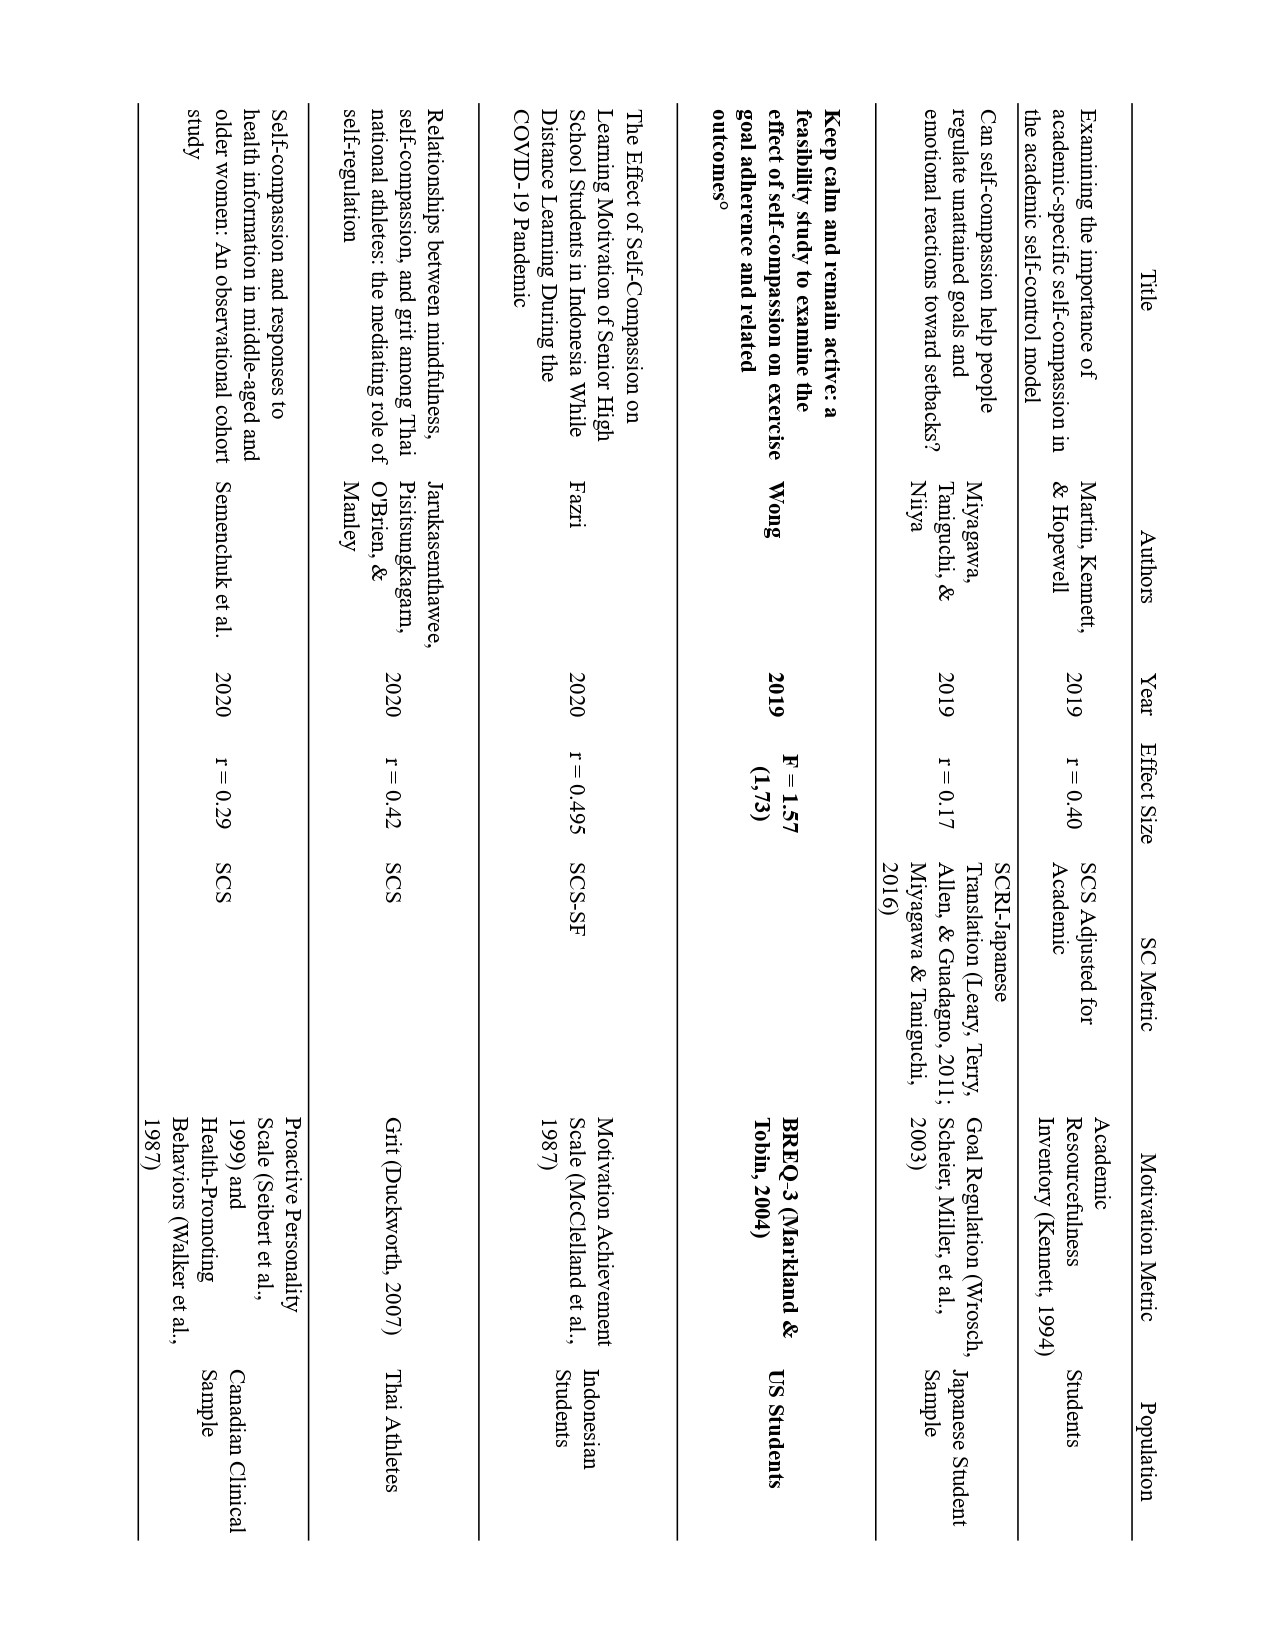 Title Authors Year Effect Size SC Metric Motivation Metric Population
Examining the importance of
academic-specific self-compassion in
the academic self-control model
Martin, Kennett,
& Hopewell
2019
r = 0.40
SCS Adjusted for
Academic
Academic
Resourcefulness
Inventory (Kennett, 1994)
Students
Can self-compassion help people
regulate unattained goals and
emotional reactions toward setbacks?
Miyagawa,
Taniguchi, &
Niiya
2019
r = 0.17
SCRI-Japanese
Translation (Leary, Terry,
Allen, & Guadagno, 2011;
Miyagawa & Taniguchi,
2016)
Goal Regulation (Wrosch,
Scheier, Miller, et al.,
2003)
Japanese Student
Sample
Keep calm and remain active: a
feasibility study to examine the
effect of self-compassion on exercise
goal adherence and related
outcomes°
Wong
2019
F = 1.57
(1,73)
BREQ-3 (Markland &
Tobin, 2004)
US Students
The Effect of Self-Compassion on
Learning Motivation of Senior High
School Students in Indonesia While
Distance Learning During the
COVID-19 Pandemic
Fazri
2020
r = 0.495
SCS-SF
Motivation Achievement
Scale (McClelland et al.,
1987)
Indonesian
Students
Relationships between mindfulness,
self-compassion, and grit among Thai
national athletes: the mediating role of
self-regulation
Jarukasemthawee,
Pisitsungkagarn,
O'Brien, &
Manley
2020
r = 0.42
SCS
Grit (Duckworth, 2007)
Thai Athletes
Self-compassion and responses to
health information in middle-aged and
older women: An observational cohort
study
Semenchuk et al.
2020
r = 0.29
SCS
Proactive Personality
Scale (Seibert et al.,
1999) and
Health-Promoting
Behaviors (Walker et al.,
1987)
Canadian Clinical
Sample